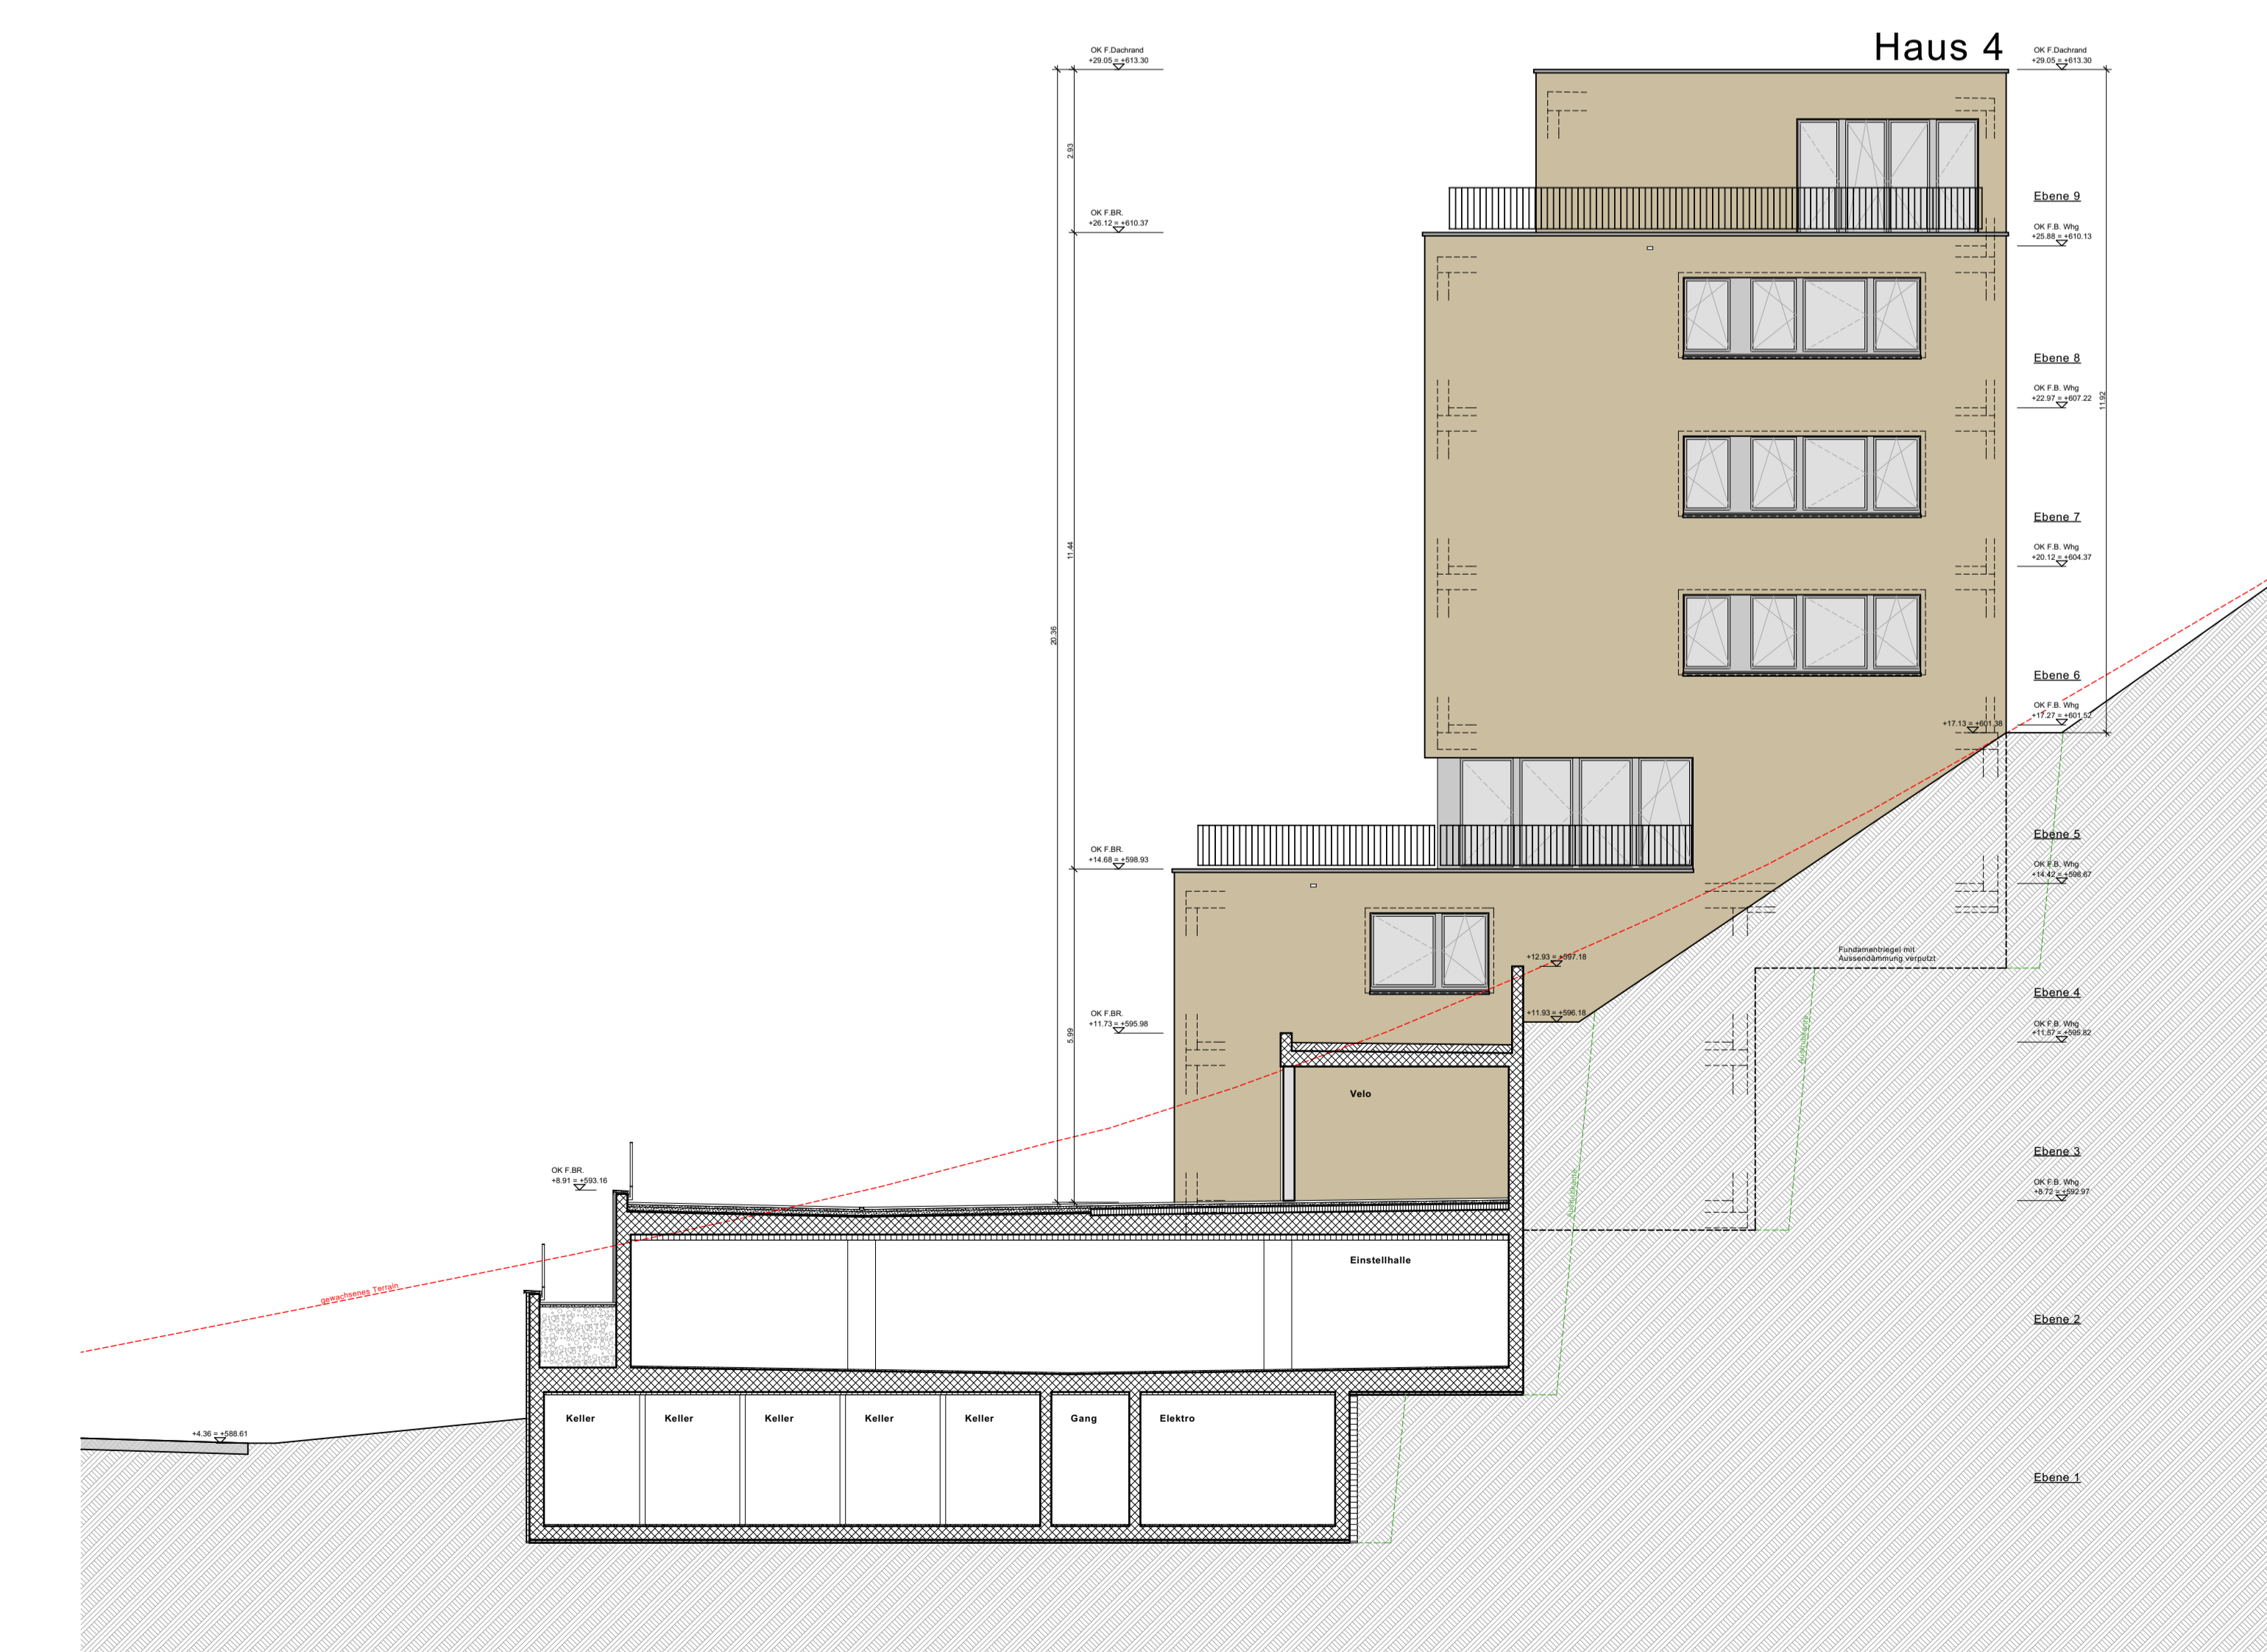 Haus 4
OK F.Dachrand
+29.05 = +613.30
OK F.Dachrand
+29.05 = +613.30
2.93
Ebene 9
OK F.BR.
+26.12 = +610.37
OK F.B. Whg
+25.88 = +610.13
Ebene 8
OK F.B. Whg
+22.97 = +607.22
11.92
Ebene 7
11.44
OK F.B. Whg
+20.12 = +604.37
20.36
Ebene 6
OK F.B. Whg
+17.27 = +601.52
+17.13 = +601.38
Ebene 5
OK F.BR.
+14.68 = +598.93
OK F.B. Whg
+14.42 = +598.67
Fundamentriegel mit
Aussendämmung verputzt
+12.93 = +597.18
Ebene 4
+11.93 = +596.18
OK F.BR.
+11.73 = +595.98
OK F.B. Whg
+11.57 = +595.82
5.99
Aushubkante
Velo
Ebene 3
OK F.BR.
+8.91 = +593.16
OK F.B. Whg
+8.72 = +592.97
Aushubkante
Einstellhalle
gewachsenes Terrain
Ebene 2
Keller
Keller
Keller
Keller
Keller
Gang
Elektro
+4.36 = +588.61
Ebene 1